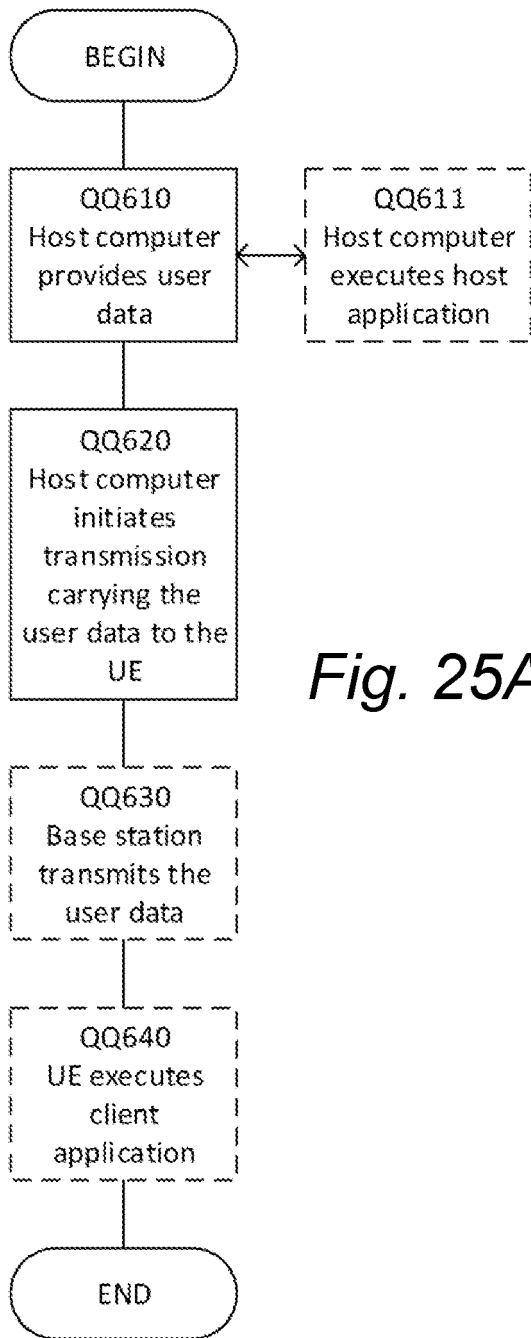 BEGIN
QQ610
Host computer
provides user
data
QQ611
Host computer
executes host
application
QQ620
Host computer
initiates
transmission
carrying the
user data to the
UE
Fig. 25A
QQ630
Base station
transmits the
user data
QQ640
UE executes
client
application
END